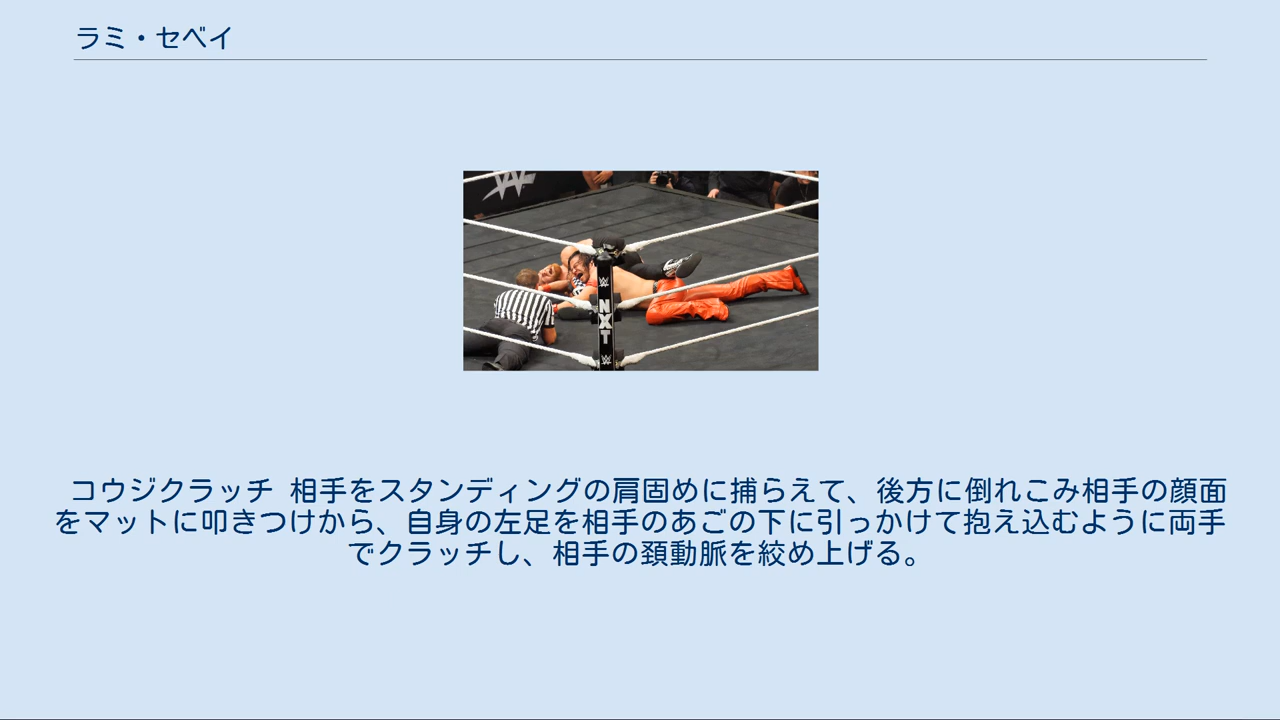 ラミ・セベイ
W
W
NXT
W
コウジクラッチ 相手をスタンディングの肩固めに捕らえて、後方に倒れこみ相手の顔面
をマットに叩きつけから、自身の左足を相手のあごの下に引っかけて抱え込むように両手
でクラッチし、相手の頚動脈を絞め上げる。